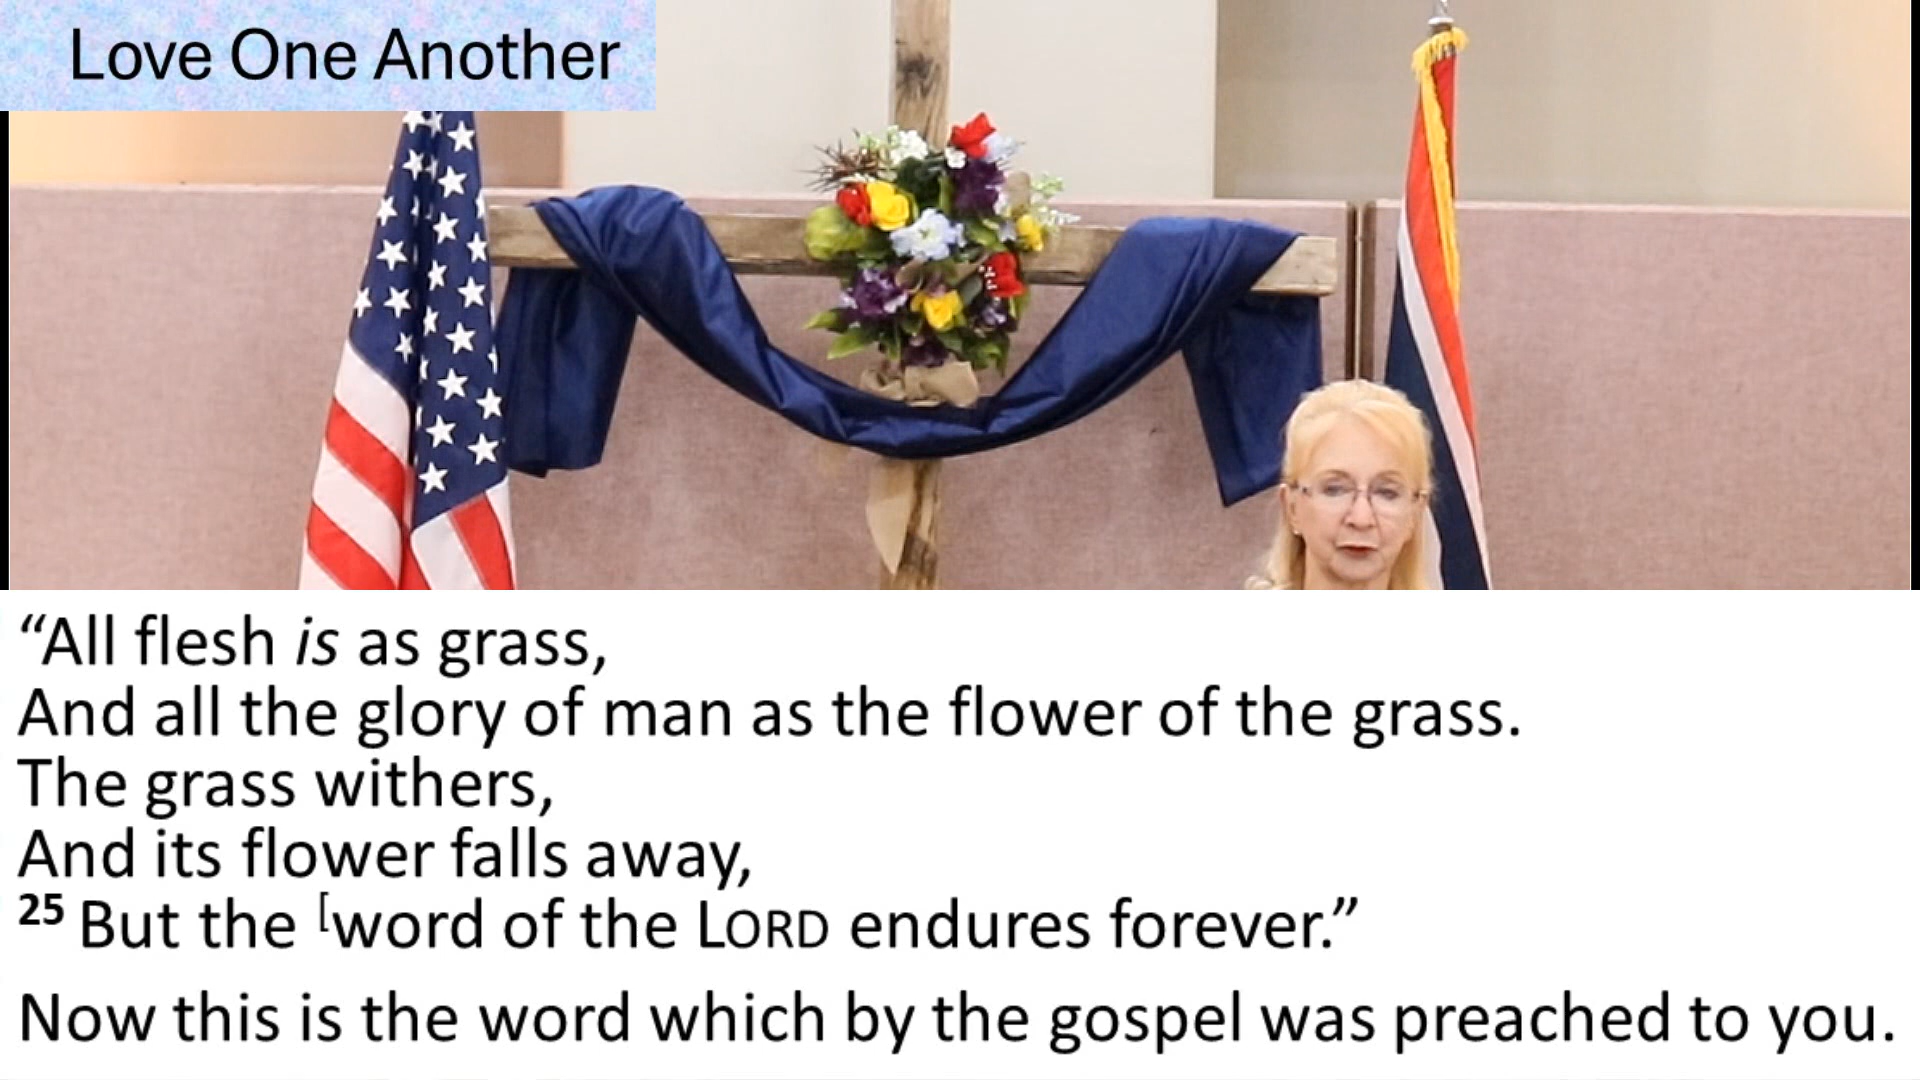 Love One Another
“All flesh is as grass,
And all the glory of man as the flower of the grass.
The grass withers,
And its flower falls away,
25 But the [word of the LORD endures forever.”
Now this is the word which by the gospel was preached to you.